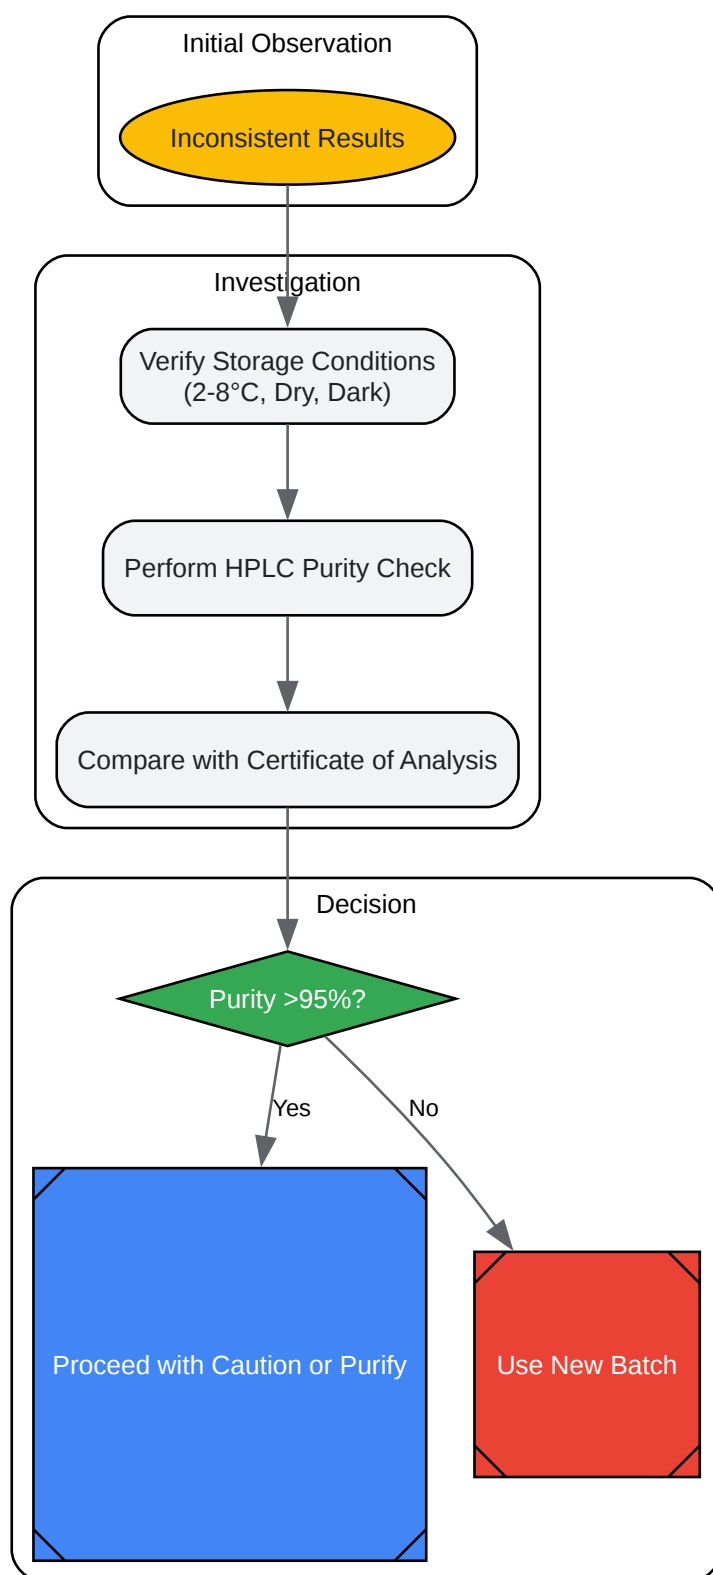 Initial Observation
Inconsistent Results
Investigation
Verify Storage Conditions
(2-8°C, Dry, Dark)
Perform HPLC Purity Check
Compare with Certificate of Analysis
Decision
Purity >95%?
Yes
No
Proceed with Caution or Purify
Use New Batch